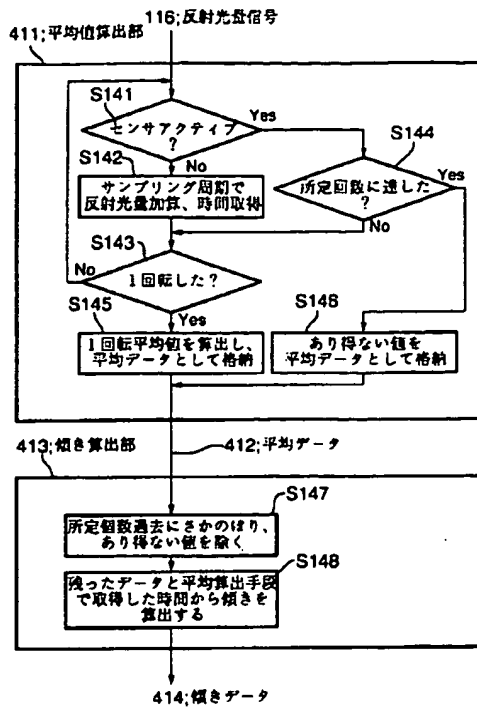 116;反射光量信号
411;平均値算出部
S141
センサアクティブ
?
Yes
No
S142
サンプリング周期で
反射光量加算、時間取得
S144
所定回数に達した
?
Yes
No
S143
1回転した?
No
Yes
S145
1回転平均値を算出し、
平均データとして格納
S146
あり得ない値を
平均データとして格納
412;平均データ
413;傾き算出部
S147
所定個数過去にさかのぼり、
あり得ない値を除く
S148
残ったデータと平均算出手段
で取得した時間から傾きを
算出する
414;傾きデータ